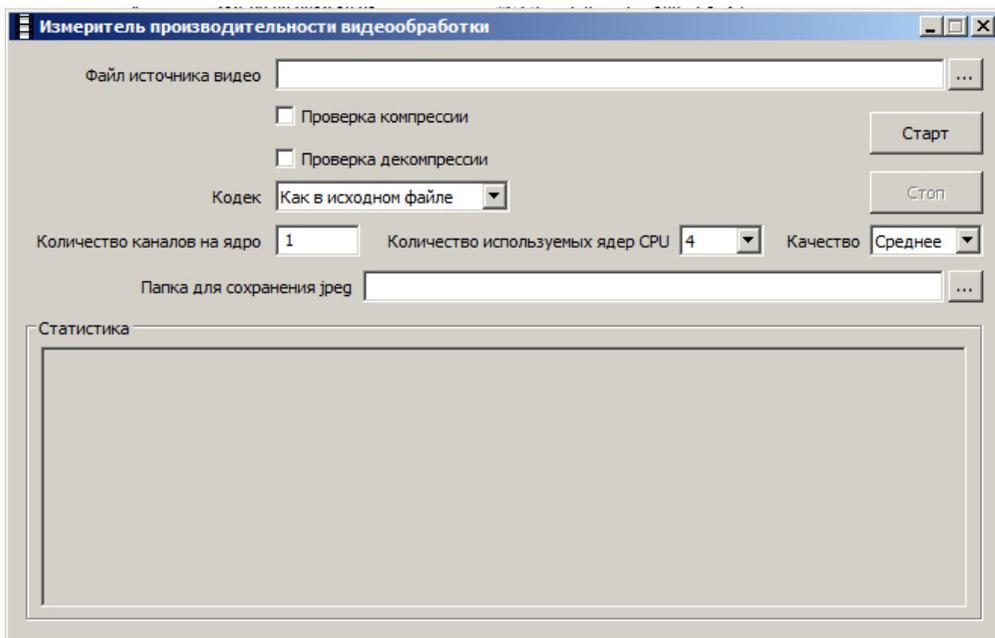 Измеритель производительности видеообработки
Файл источника видео ...
Проверка компрессии
Старт
Проверка декомпрессии
Кодек Как в исходном файле
Стоп
Количество каналов на ядро 1 Количество используемых ядер CPU 4 Качество Среднее
Папка для сохранения jpeg ...
Статистика